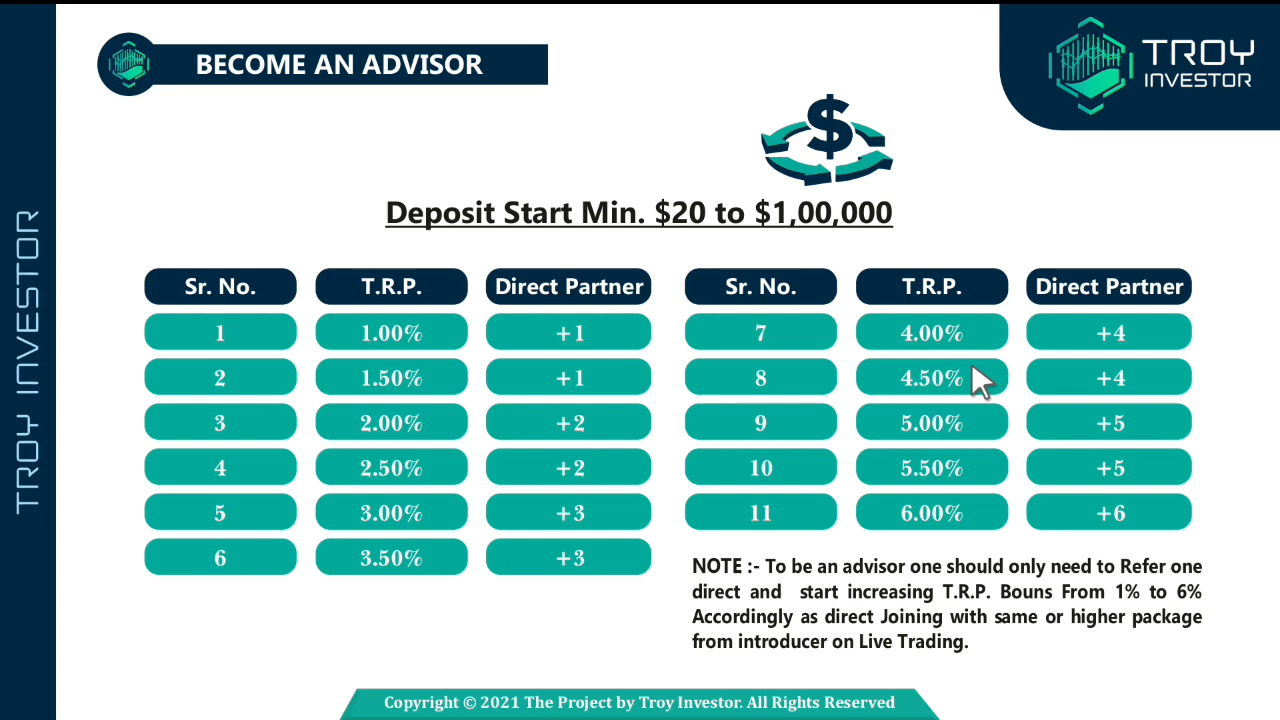 BECOME AN ADVISOR
TROY
INVESTOR
TROY INVESTOR
$
Deposit Start Min. $20 to $1,00,000
Sr. No. T.R.P. Direct Partner
1 1.00% +1
2 1.50% +1
3 2.00% +2
4 2.50% +2
5 3.00% +3
6 3.50% +3
Sr. No. T.R.P. Direct Partner
7 4.00% +4
8 4.50% +4
9 5.00% +5
10 5.50% +5
11 6.00% +6
NOTE :- To be an advisor one should only need to Refer one
direct and start increasing T.R.P. Bouns From 1% to 6%
Accordingly as direct Joining with same or higher package
from introducer on Live Trading.
Copyright © 2021 The Project by Troy Investor. All Rights Reserved